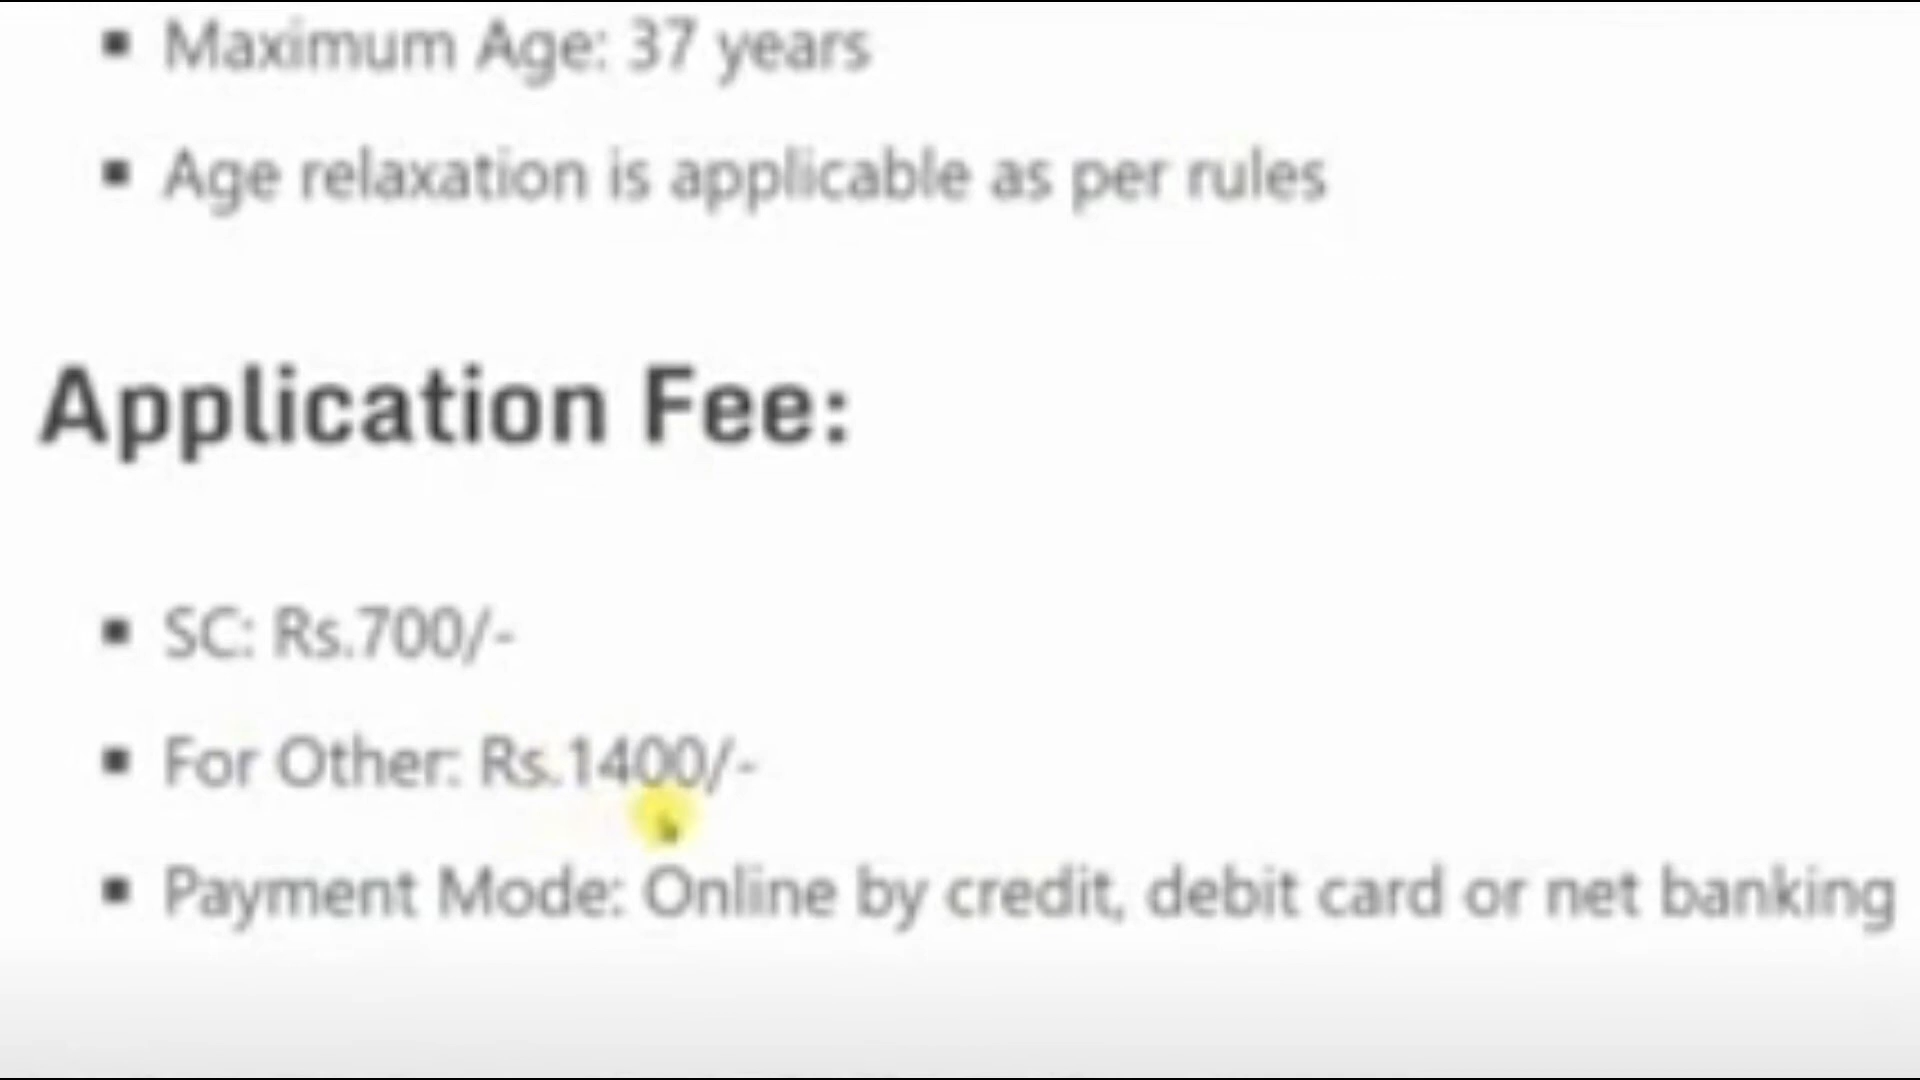 Maximum Age: 37 years
Age relaxation is applicable as per rules
Application Fee:
SC: Rs.700/-
For Other: Rs.1400/-
Payment Mode: Online by credit, debit card or net banking